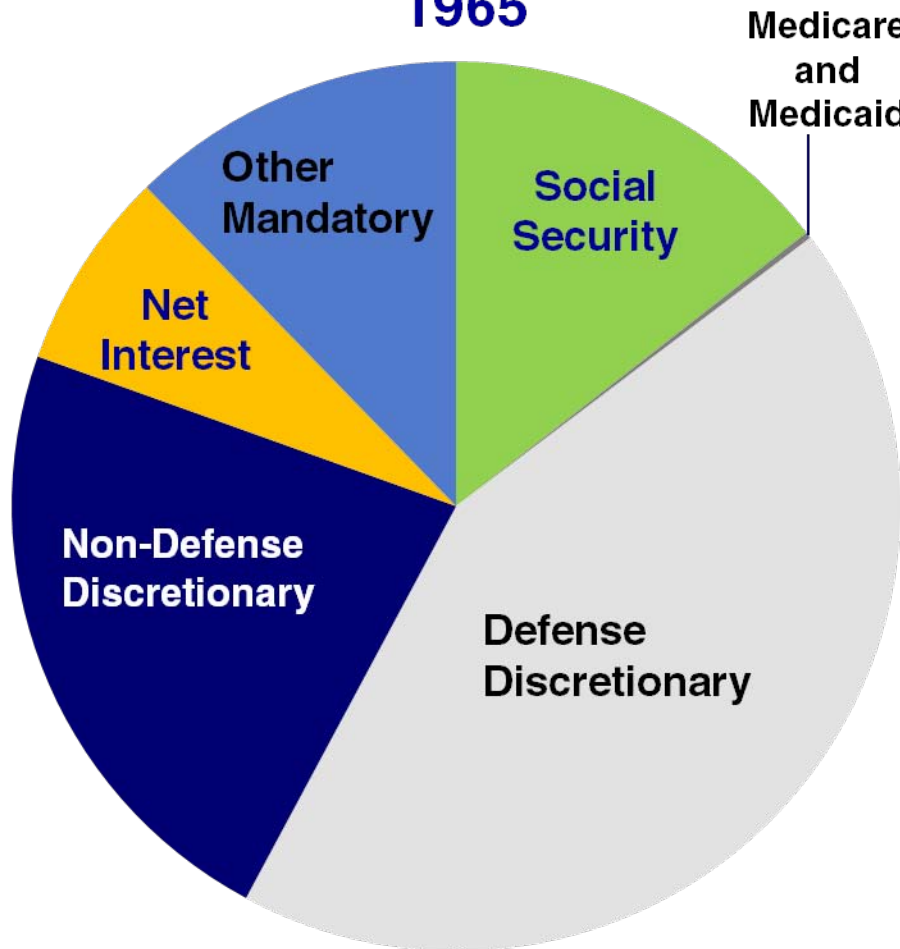 1965
Medicare
and
Medicaid
Other
Mandatory
Social
Security
Net
Interest
Non-Defense
Discretionary
Defense
Discretionary